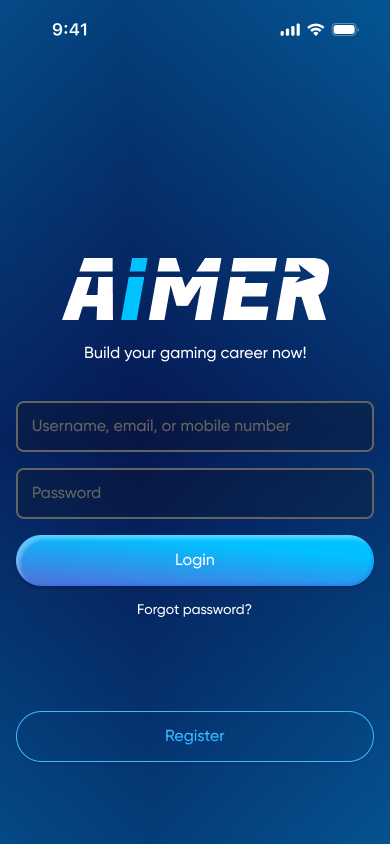 9:41
AiMER
Build your gaming career now!
Username, email, or mobile number
Password
Login
Forgot password?
Register